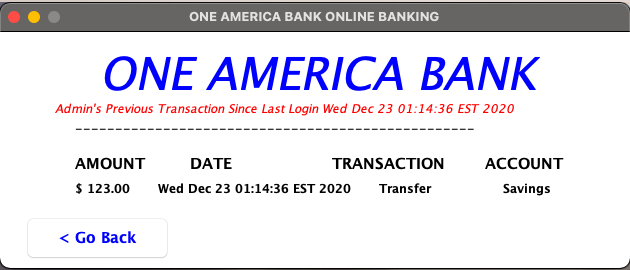 ONE AMERICA BANK ONLINE BANKING
ONE AMERICA BANK
Admin's Previous Transaction Since Last Login Wed Dec 23 01:14:36 EST 2020
--------------------------------------------------
AMOUNT DATE TRANSACTION ACCOUNT
$ 123.00 Wed Dec 23 01:14:36 EST 2020 Transfer Savings
< Go Back